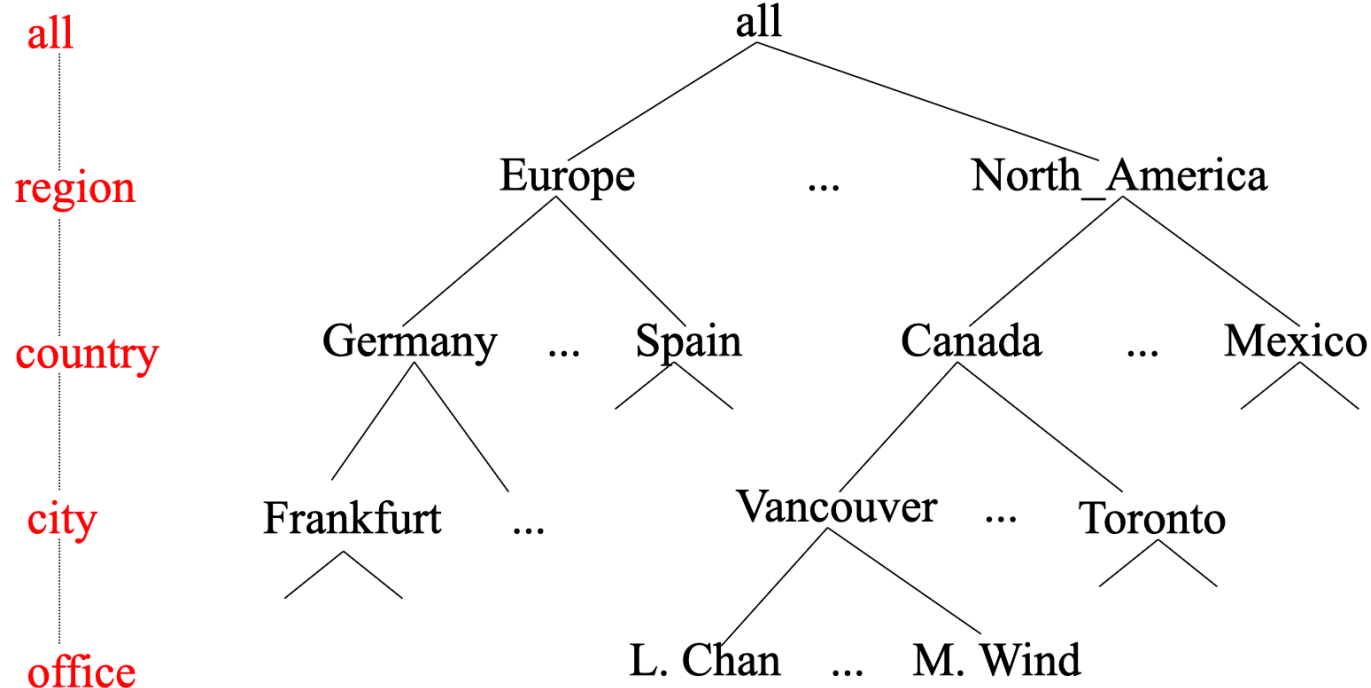 all
all
region
Europe ... North_America
country
Germany ... Spain Canada ... Mexico
city
Frankfurt ... Vancouver ... Toronto
office
L. Chan ... M. Wind